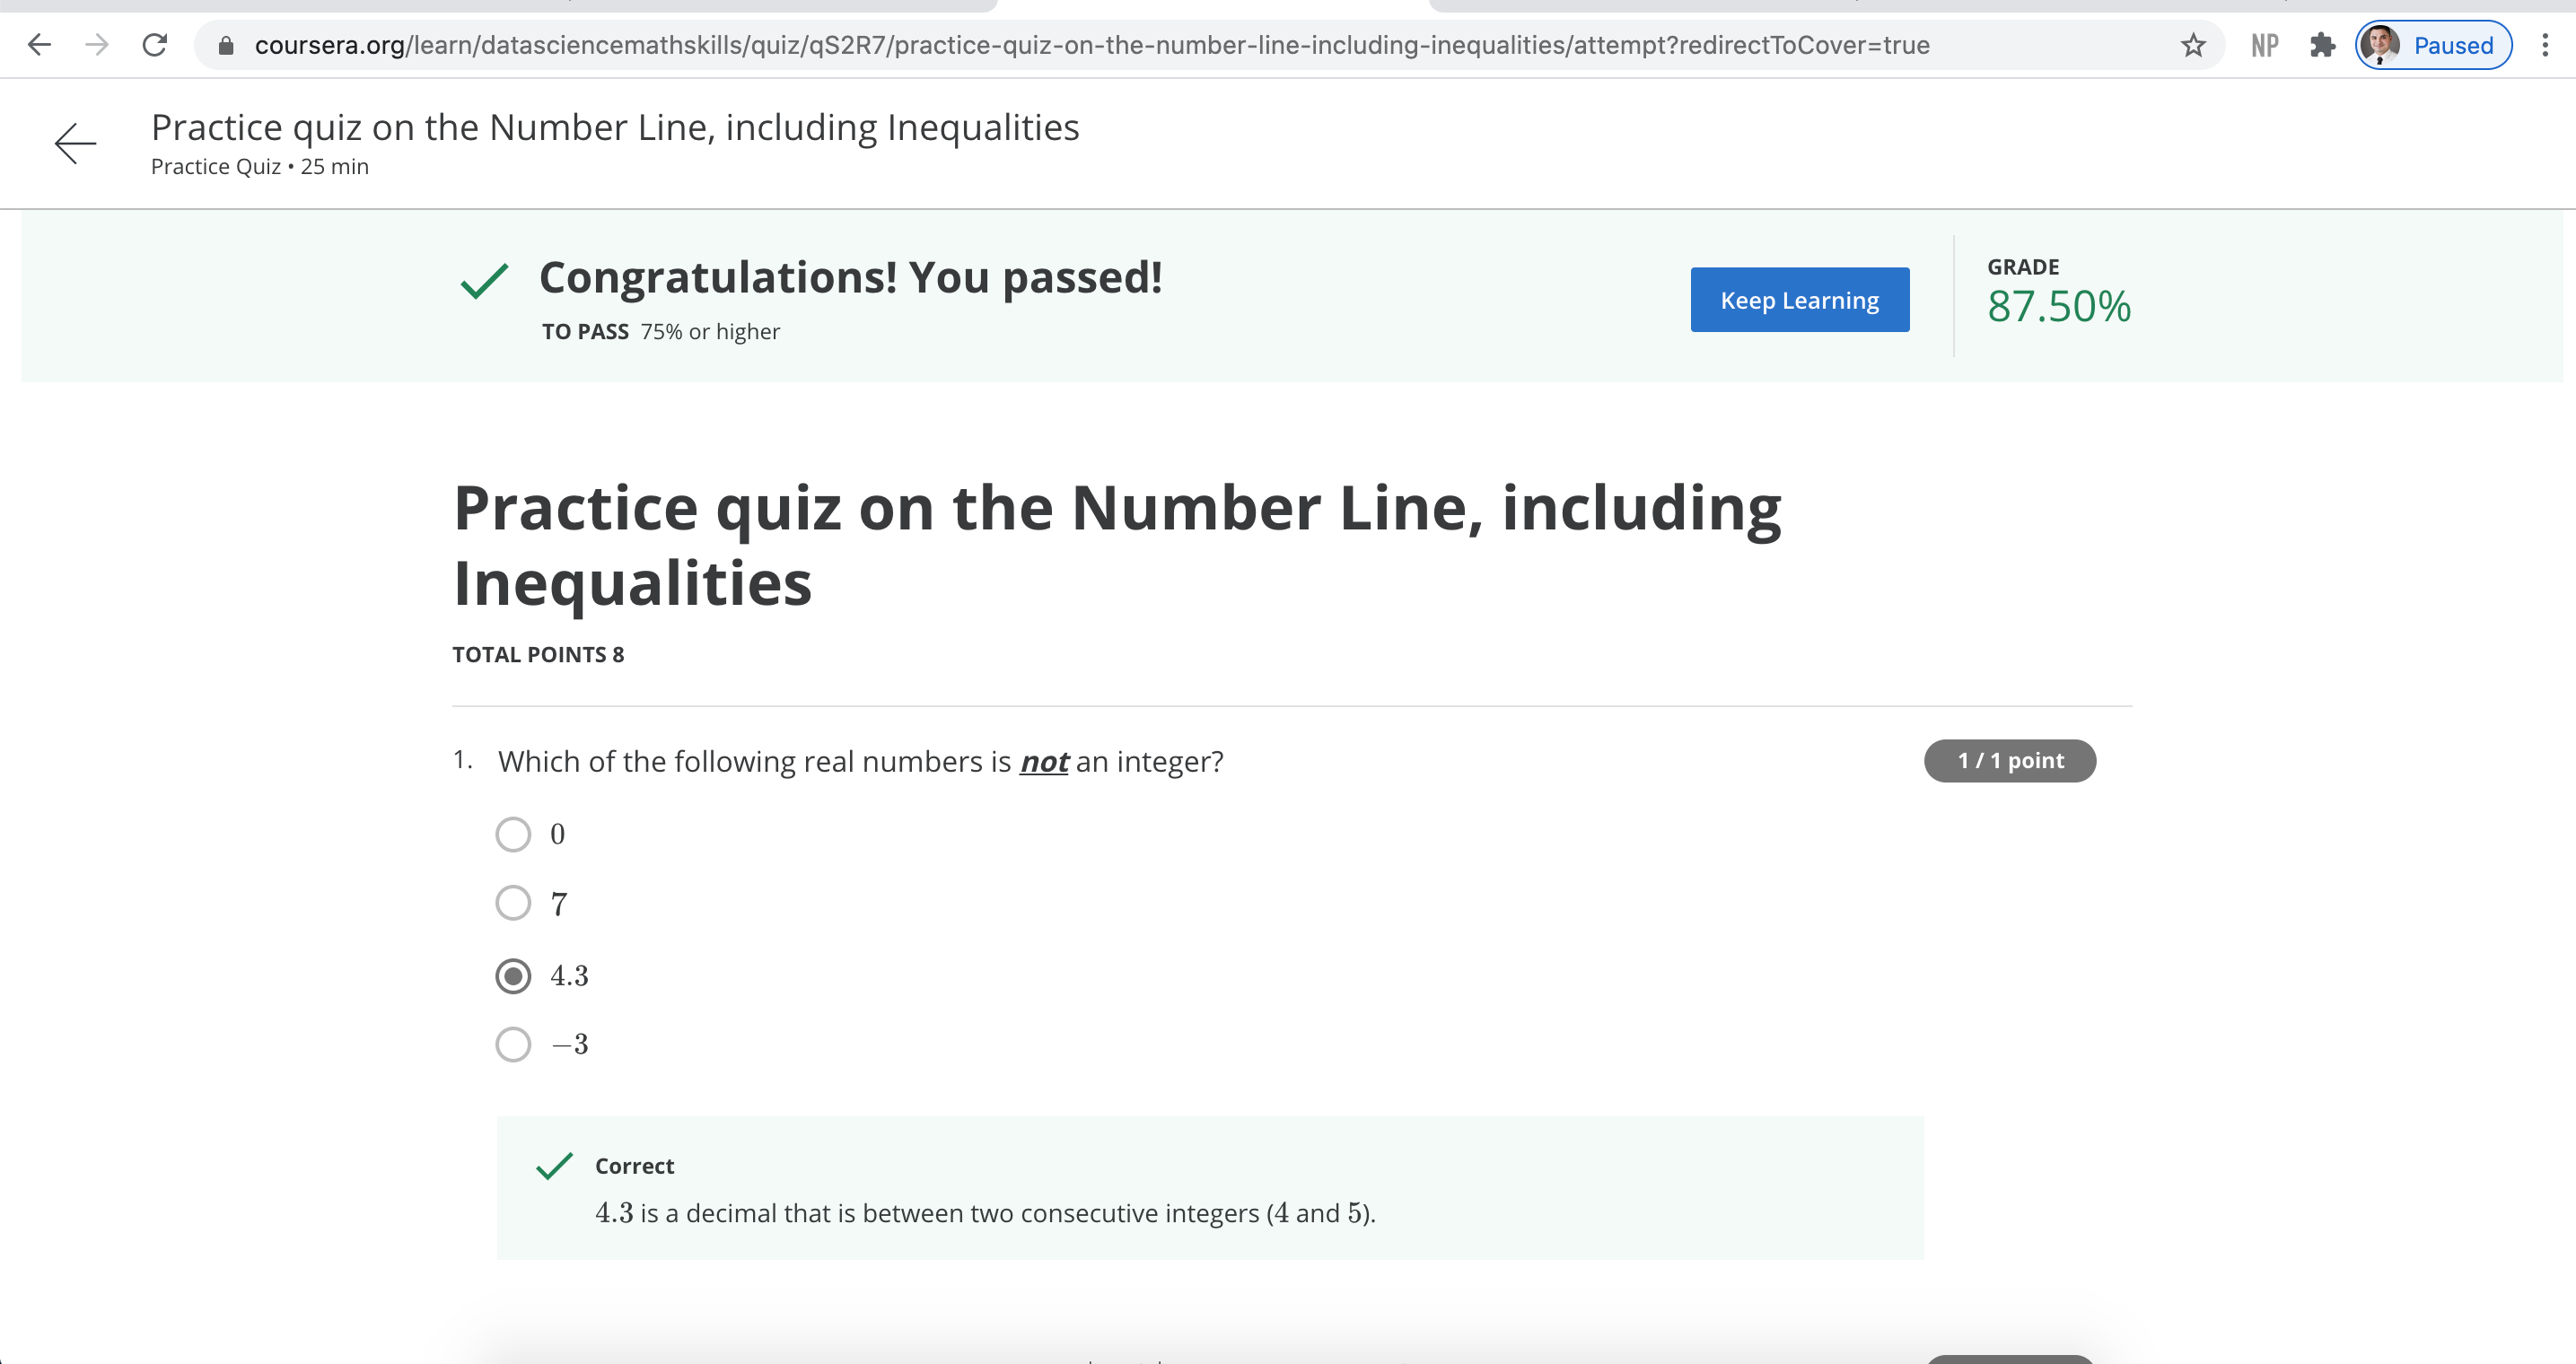 coursera.org/learn/datasciencemathskills/quiz/qS2R7/practice-quiz-on-the-number-line-including-inequalities/attempt?redirectToCover=true
NP
Paused
Practice quiz on the Number Line, including Inequalities
Practice Quiz • 25 min
Congratulations! You passed!
TO PASS 75% or higher
Keep Learning
GRADE
87.50%
Practice quiz on the Number Line, including
Inequalities
TOTAL POINTS 8
1. Which of the following real numbers is not an integer?
1 / 1 point
0
7
4.3
−3
Correct
4.3 is a decimal that is between two consecutive integers (4 and 5).